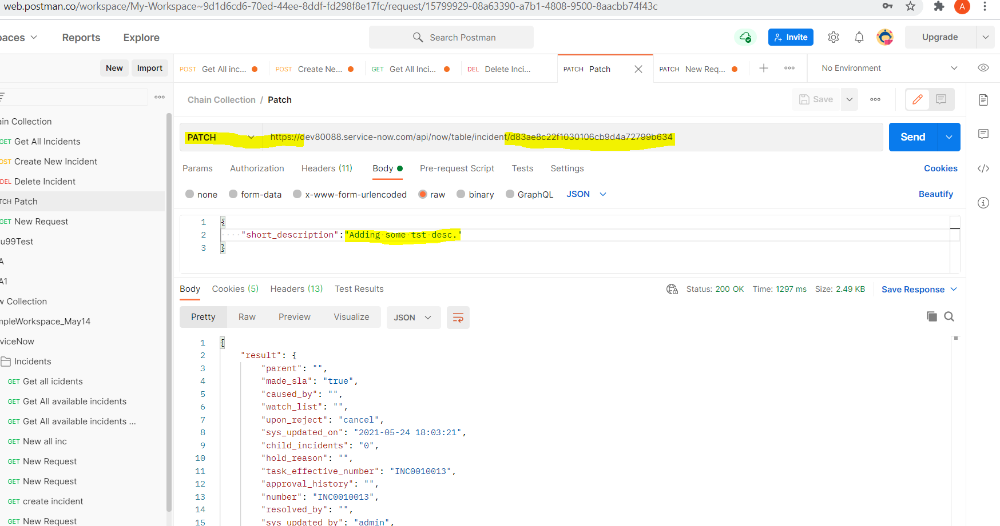 web.postman.co/workspace/My-Workspace~9d1d6cd6-70ed-44ee-8ddf-fd298f8e17fc/request/15799929-08a63390-a7b1-4808-9500-8aacbb74f43c
A
aces Reports Explore Search Postman Invite Upgrade
New Import
POST Get All inc... POST Create Ne... GET Get All Inci... DEL Delete Inci... PATCH Patch PATCH New Req... No Environment
Chain Collection / Patch Save
ain Collection
GET Get All Incidents
OST Create New Incident
DEL Delete Incident
TCH Patch
GET New Request
u99Test
A
A1
w Collection
mpleWorkspace_May14
viceNow
Incidents
GET Get all icidents
GET Get All available incidents
GET Get All available incidents ...
GET New all inc
GET New Request
GET New Request
GET create incident
GET New Request
PATCH https://dev80088.service-now.com/api/now/table/incident/d83ae8c22f1030106cb9d4a72799b634 Send
Params Authorization Headers (11) Body Pre-request Script Tests Settings Cookies
none form-data x-www-form-urlencoded raw binary GraphQL JSON Beautify
1 {
2 "short_description":"Adding some tst desc."
3 }
Body Cookies (5) Headers (13) Test Results Status: 200 OK Time: 1297 ms Size: 2.49 KB Save Response
Pretty Raw Preview Visualize JSON
1 {
2 "result": {
3 "parent": "",
4 "made_sla": "true",
5 "caused_by": "",
6 "watch_list": "",
7 "upon_reject": "cancel",
8 "sys_updated_on": "2021-05-24 18:03:21",
9 "child_incidents": "0",
10 "hold_reason": "",
11 "task_effective_number": "INC0010013",
12 "approval_history": "",
13 "number": "INC0010013",
14 "resolved_by": "",
15 "sys_updated_by": "admin",